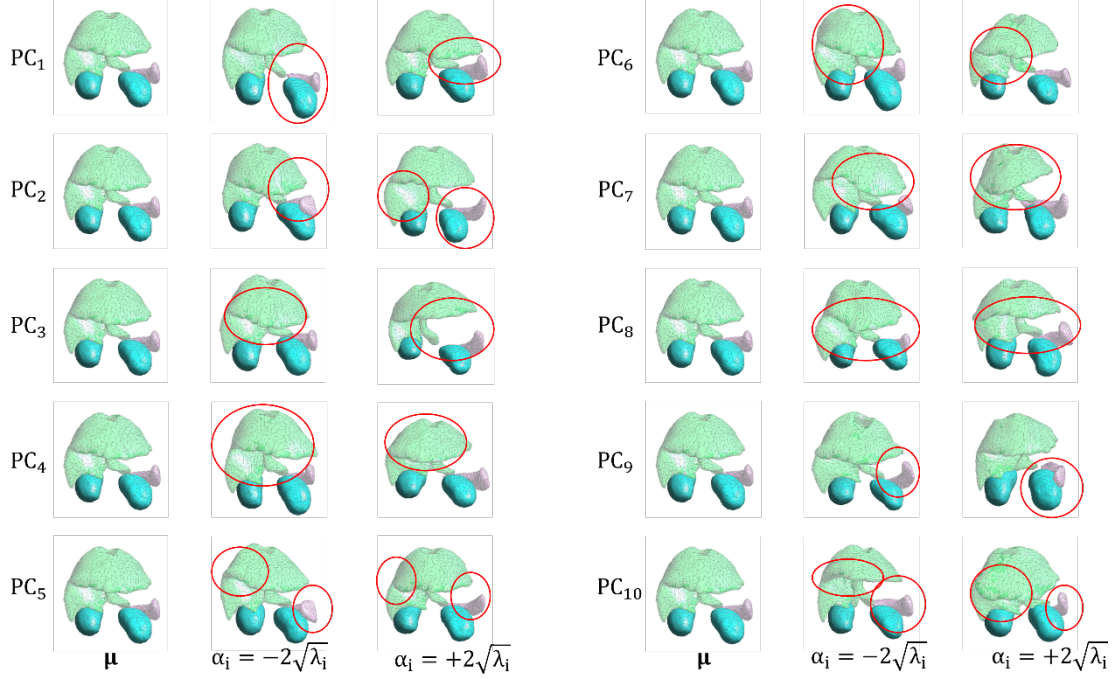 PC₁
PC₂
PC₃
PC₄
PC₅
μ αᵢ = −2√λᵢ αᵢ = +2√λᵢ
PC₆
PC₇
PC₈
PC₉
PC₁₀
μ αᵢ = −2√λᵢ αᵢ = +2√λᵢ